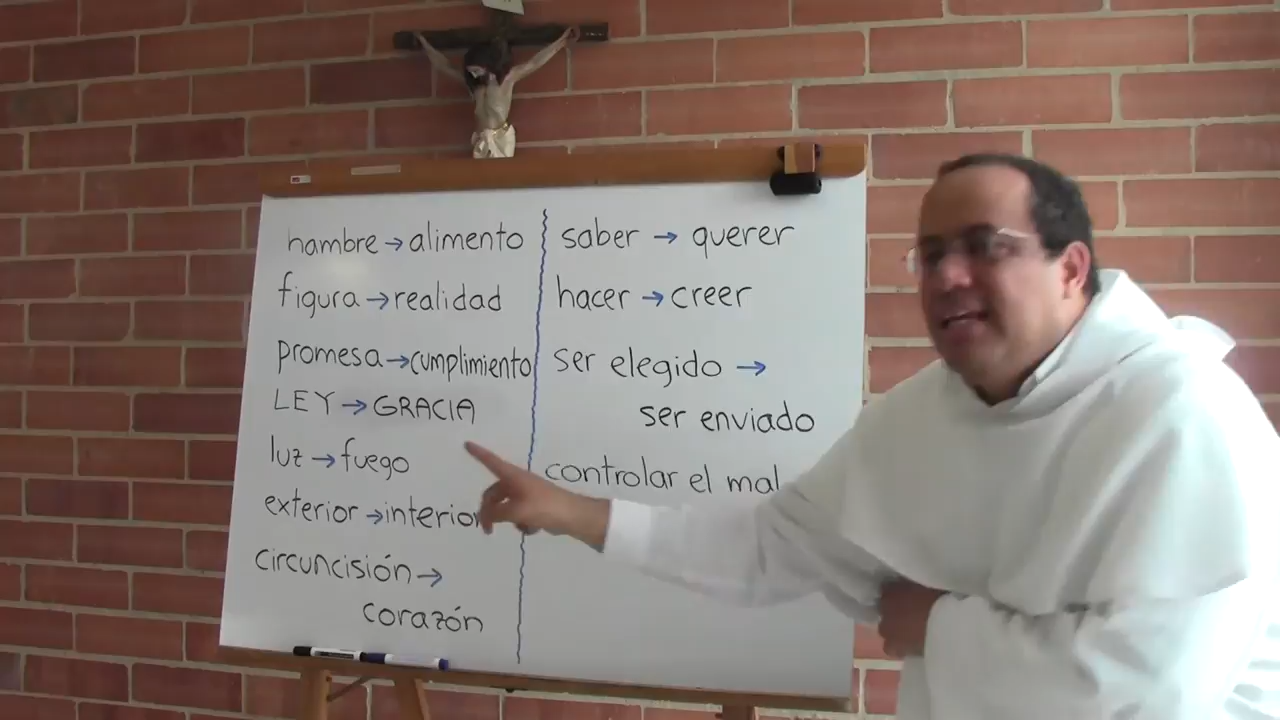 hambre → alimento
figura → realidad
promesa → cumplimiento
LEY → GRACIA
luz → fuego
exterior → interior
circuncisión →
corazón
saber → querer
hacer → creer
ser elegido →
ser enviado
controlar el mal